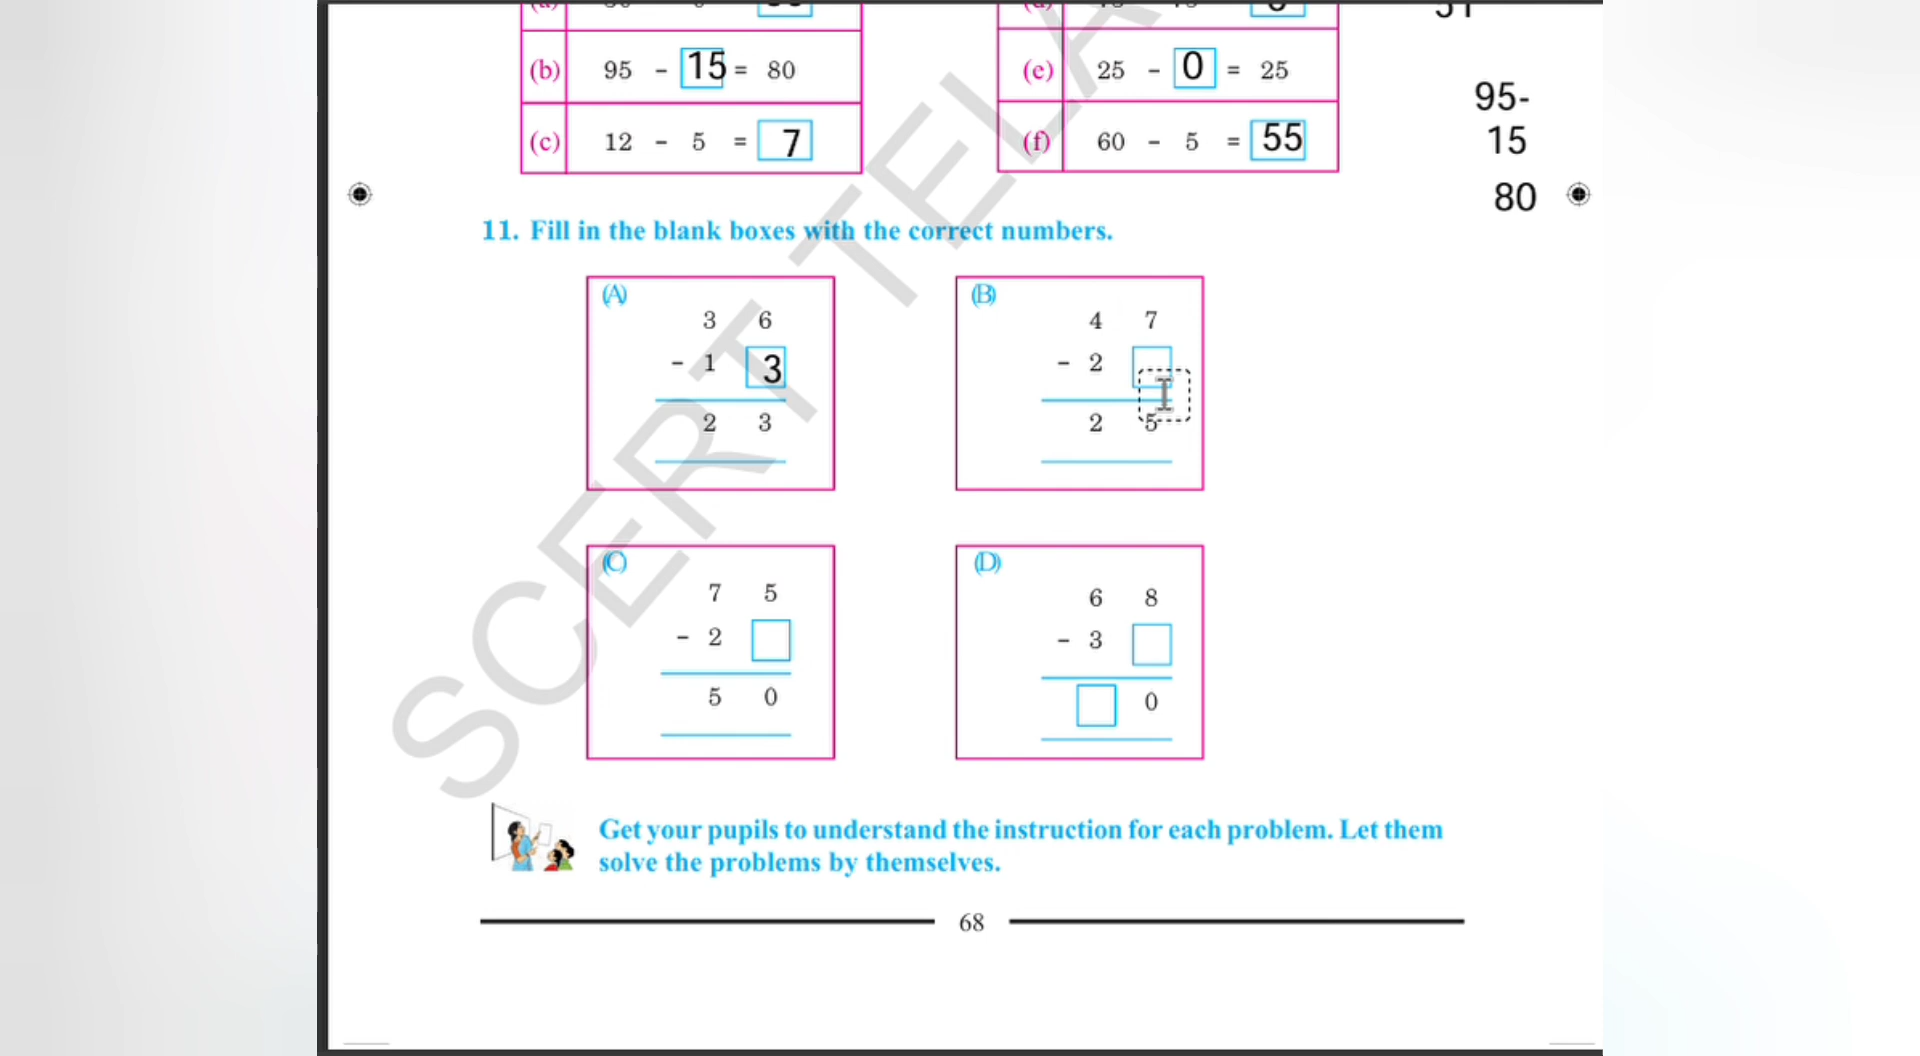 (b) 95 - 15 = 80
(e) 25 - 0 = 25
(c) 12 - 5 = 7
(f) 60 - 5 = 55
95-
15
80
11. Fill in the blank boxes with the correct numbers.
(A)
3 6
- 1 3
2 3
(B)
4 7
- 2
2 5
(C)
7 5
- 2
5 0
(D)
6 8
- 3
0
SCERT TELA
Get your pupils to understand the instruction for each problem. Let them
solve the problems by themselves.
68